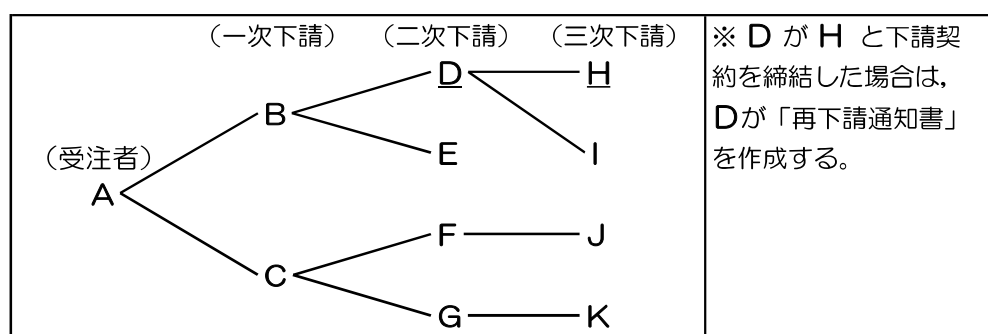 （一次下請） （二次下請） （三次下請）
D H
B
E I
（受注者）
A
F J
C
G K
※ D が H と下請契
約を締結した場合は，
Dが「再下請通知書」
を作成する。